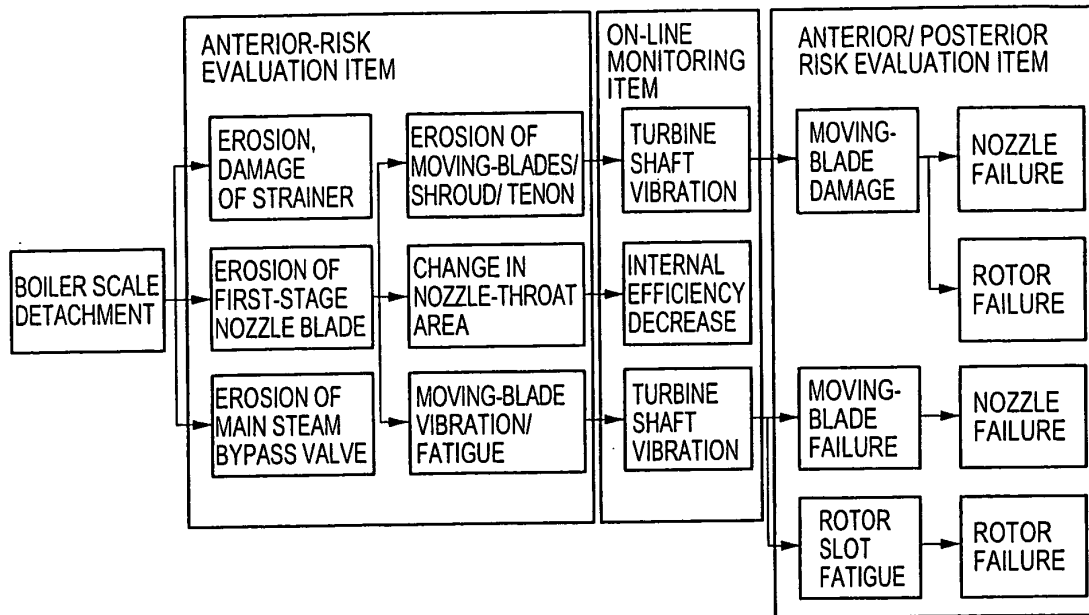 ANTERIOR-RISK
EVALUATION ITEM
ON-LINE
MONITORING
ITEM
ANTERIOR/ POSTERIOR
RISK EVALUATION ITEM
BOILER SCALE
DETACHMENT
EROSION,
DAMAGE
OF STRAINER
EROSION OF
MOVING-BLADES/
SHROUD/ TENON
TURBINE
SHAFT
VIBRATION
MOVING-
BLADE
DAMAGE
NOZZLE
FAILURE
ROTOR
FAILURE
EROSION OF
FIRST-STAGE
NOZZLE BLADE
CHANGE IN
NOZZLE-THROAT
AREA
INTERNAL
EFFICIENCY
DECREASE
EROSION OF
MAIN STEAM
BYPASS VALVE
MOVING-BLADE
VIBRATION/
FATIGUE
TURBINE
SHAFT
VIBRATION
MOVING-
BLADE
FAILURE
NOZZLE
FAILURE
ROTOR
SLOT
FATIGUE
ROTOR
FAILURE